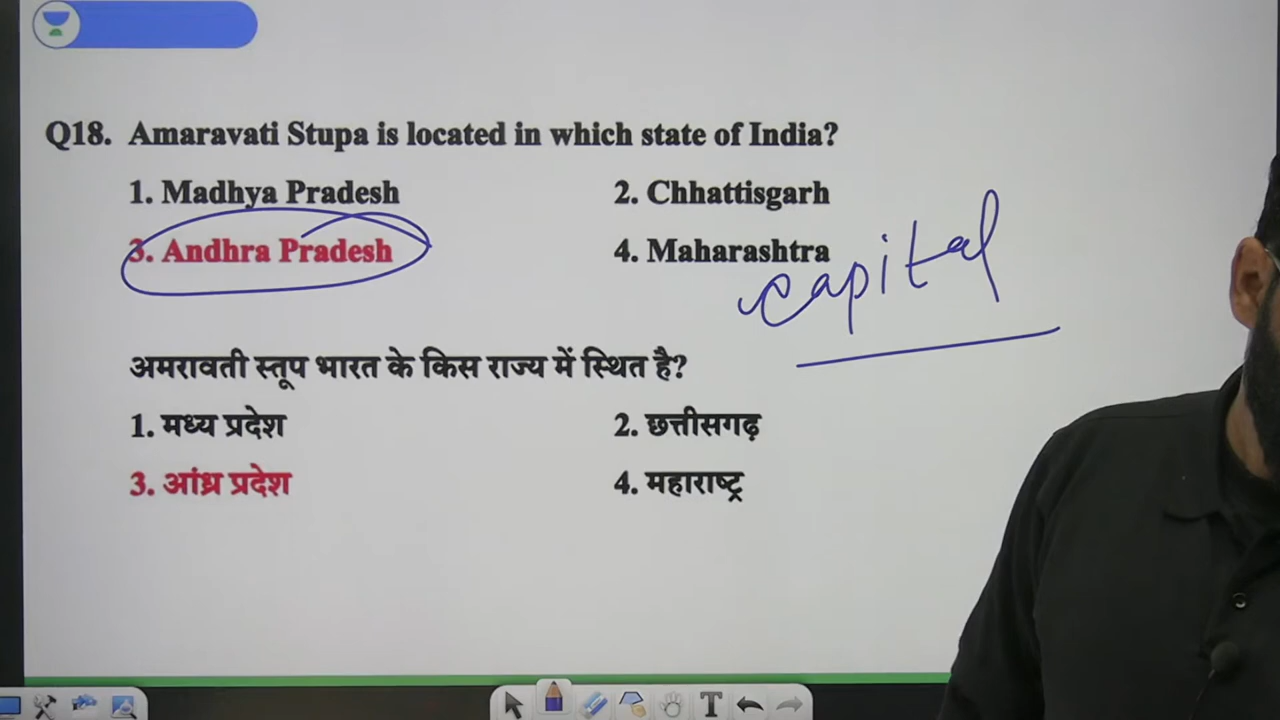 Q18. Amaravati Stupa is located in which state of India?
1. Madhya Pradesh 2. Chhattisgarh
3. Andhra Pradesh 4. Maharashtra
capital
अमरावती स्तूप भारत के किस राज्य में स्थित है?
1. मध्य प्रदेश 2. छत्तीसगढ़
3. आंध्र प्रदेश 4. महाराष्ट्र
T